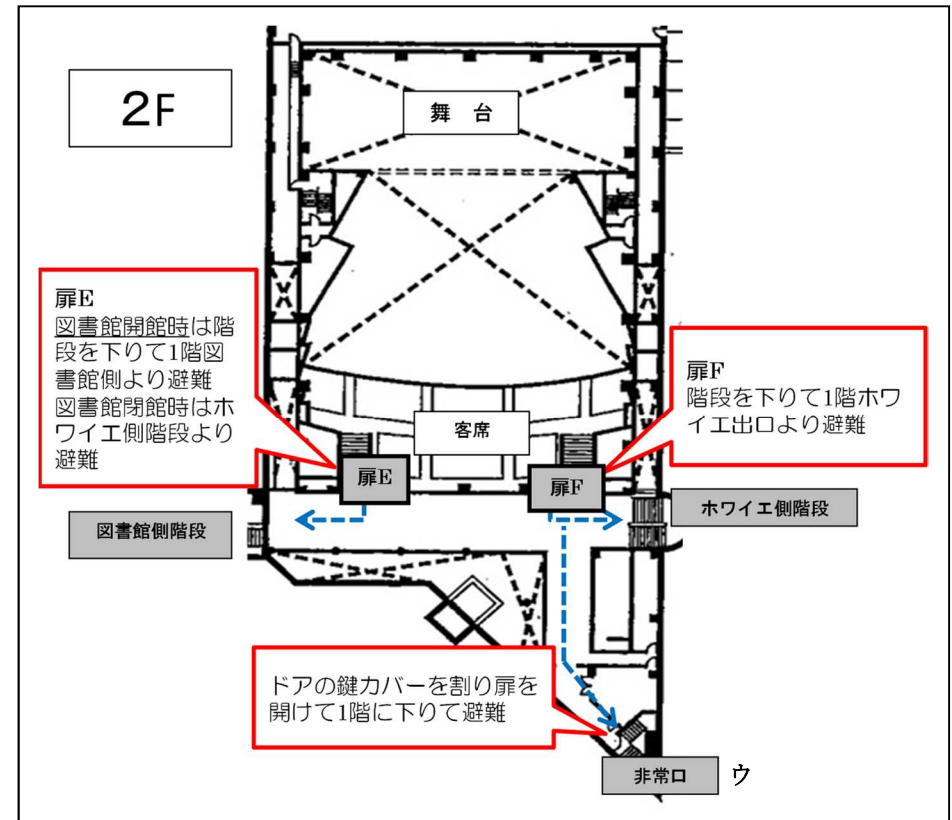 2F
舞 台
扉E
図書館開館時は階
段を下りて1階図
書館側より避難
図書館閉館時はホ
ワイエ側階段より
避難
扉F
階段を下りて1階ホワ
イエ出口より避難
客席
扉E
扉F
図書館側階段
ホワイエ側階段
ドアの鍵カバーを割り扉を
開けて1階に下りて避難
非常口
ウ